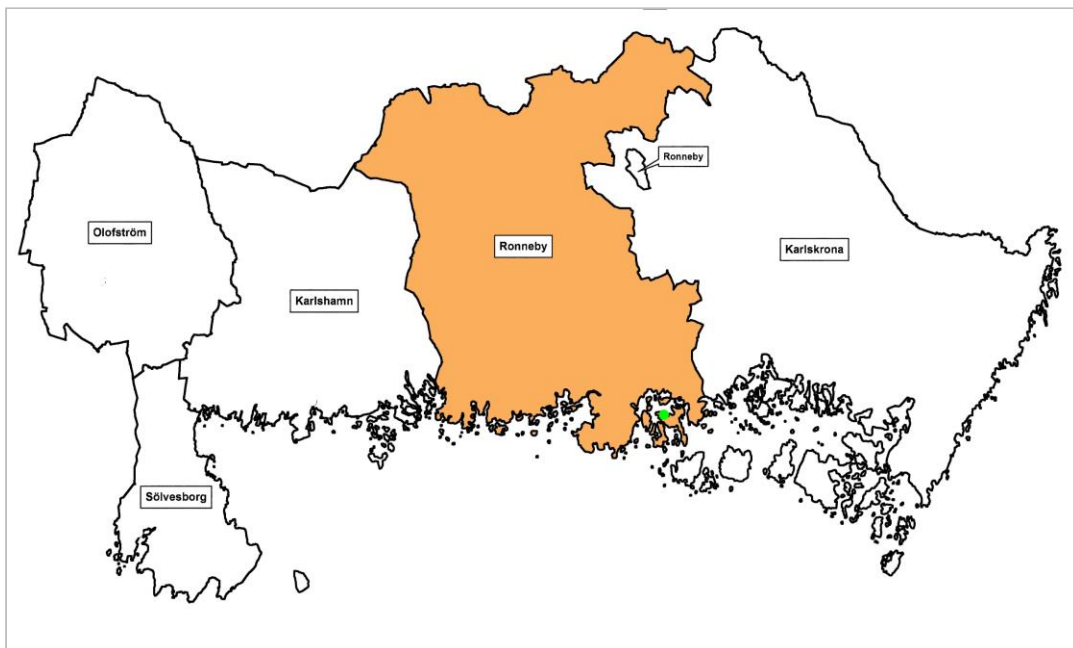 Ronneby
Olofström
Ronneby
Karlskrona
Karlshamn
Sölvesborg